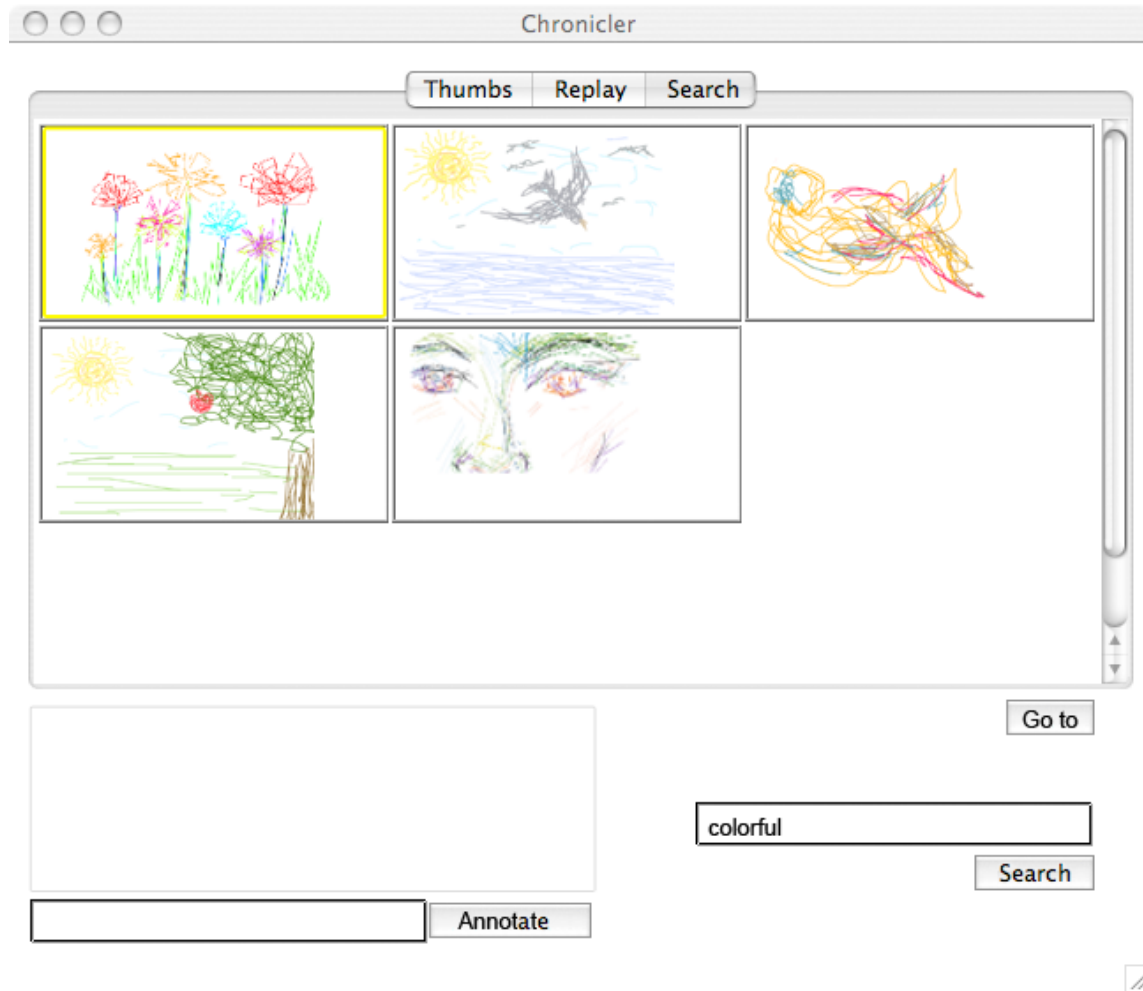 Chronicler
Thumbs Replay Search
Go to
colorful
Search
Annotate